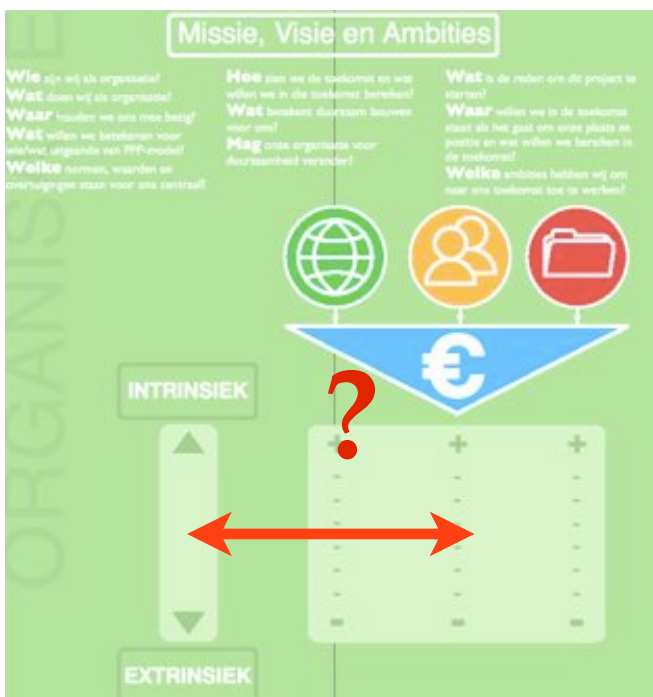 Missie, Visie en Ambities
Wie zijn wij als organisatie?
Wat doen wij als organisatie?
Waar houden we ons mee bezig?
Wat willen we betekenen voor
wie/wat uitgaande van PPP-model?
Welke normen, waarden en
overtuigingen staan voor ons centraal?
Hoe zien we de toekomst en wat
willen we in die toekomst bereiken?
Wat betekent duurzaam bouwen
voor ons?
Mag onze organisatie voor
duurzaamheid verander?
Wat is de reden om dit project te
starten?
Waar willen we in de toekomst
staan als het gaat om onze plaats en
positie en wat willen we bereiken in
de toekomst?
Welke ambities hebben wij om
naar ons toekomst toe te werken?
ORGANISE
€
INTRINSIEK
?
+ + +
- - -
- - -
- - -
- - -
- - -
- - -
- - -
EXTRINSIEK